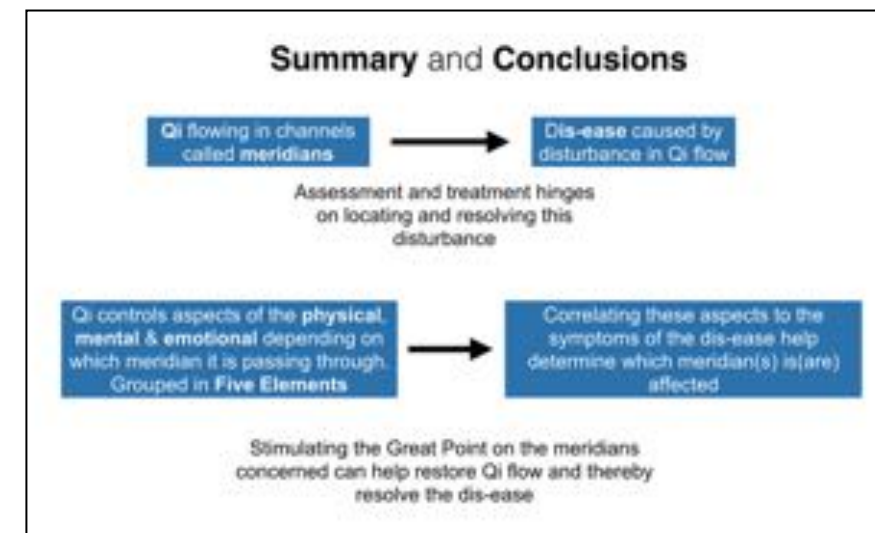 Summary and Conclusions
Qi flowing in channels
called meridians
Dis-ease caused by
disturbance in Qi flow
Assessment and treatment hinges
on locating and resolving this
disturbance
Qi controls aspects of the physical,
mental & emotional depending on
which meridian it is passing through.
Grouped in Five Elements
Correlating these aspects to the
symptoms of the dis-ease help
determine which meridian(s) is(are)
affected
Stimulating the Great Point on the meridians
concerned can help restore Qi flow and thereby
resolve the dis-ease